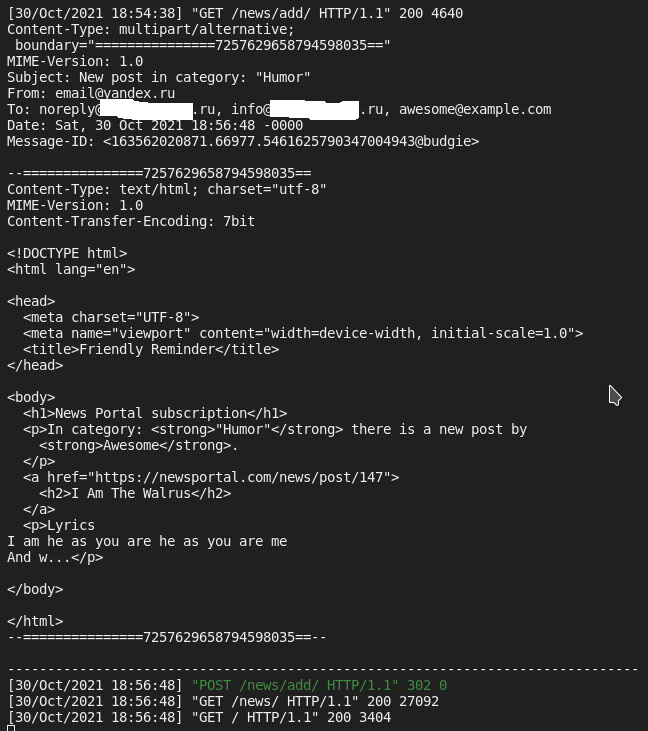 [30/Oct/2021 18:54:38] "GET /news/add/ HTTP/1.1" 200 4640
Content-Type: multipart/alternative;
 boundary="===============7257629658794598035=="
MIME-Version: 1.0
Subject: New post in category: "Humor"
From: email@yandex.ru
To: noreply@.ru, info@.ru, awesome@example.com
Date: Sat, 30 Oct 2021 18:56:48 -0000
Message-ID: <163562020871.66977.5461625790347004943@budgie>

--===============7257629658794598035==
Content-Type: text/html; charset="utf-8"
MIME-Version: 1.0
Content-Transfer-Encoding: 7bit

<!DOCTYPE html>
<html lang="en">

<head>
  <meta charset="UTF-8">
  <meta name="viewport" content="width=device-width, initial-scale=1.0">
  <title>Friendly Reminder</title>
</head>

<body>
  <h1>News Portal subscription</h1>
  <p>In category: <strong>"Humor"</strong> there is a new post by
    <strong>Awesome</strong>.
  </p>
  <a href="https://newsportal.com/news/post/147">
    <h2>I Am The Walrus</h2>
  </a>
  <p>Lyrics
I am he as you are he as you are me
And w...</p>

</body>

</html>
--===============7257629658794598035==--

-------------------------------------------------------------------------------
[30/Oct/2021 18:56:48] "POST /news/add/ HTTP/1.1" 302 0
[30/Oct/2021 18:56:48] "GET /news/ HTTP/1.1" 200 27092
[30/Oct/2021 18:56:48] "GET / HTTP/1.1" 200 3404